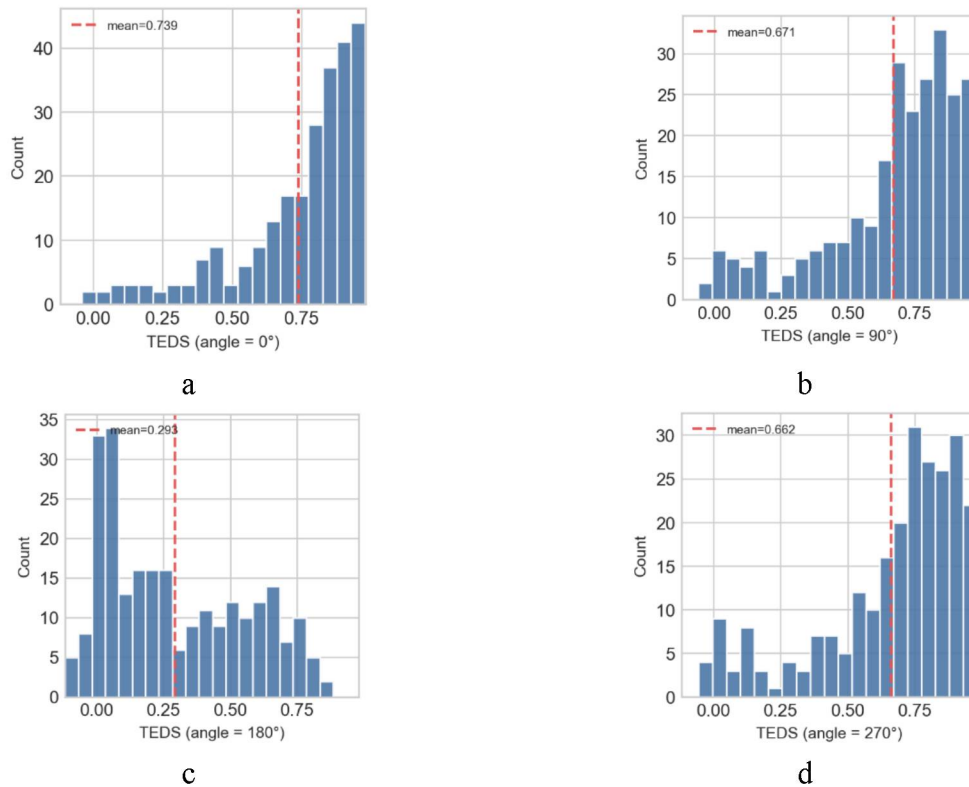 mean=0.739
Count
40
30
20
10
0
0.00 0.25 0.50 0.75
TEDS (angle = 0°)
a
mean=0.671
Count
30
25
20
15
10
5
0
0.00 0.25 0.50 0.75
TEDS (angle = 90°)
b
mean=0.293
Count
35
30
25
20
15
10
5
0
0.00 0.25 0.50 0.75
TEDS (angle = 180°)
c
mean=0.662
Count
30
25
20
15
10
5
0
0.00 0.25 0.50 0.75
TEDS (angle = 270°)
d